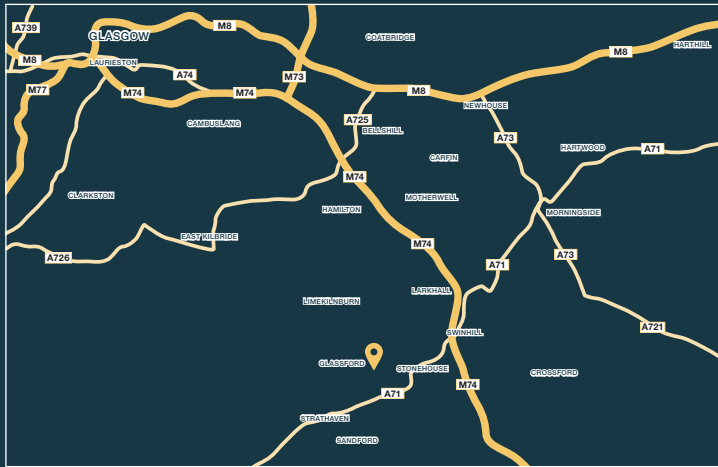 A739
M8
GLASGOW
COATBRIDGE
HARTHILL
M8
M8
LAURIESTON
A74
M73
M77
M74
M74
M8
NEWHOUSE
A725
CAMBUSLANG
BELLSHILL
A73
HARTWOOD
A71
CARFIN
M74
CLARKSTON
MOTHERWELL
HAMILTON
MORNINGSIDE
EAST KILBRIDE
M74
A726
A71
A73
LARKHALL
LIMEKILNBURN
A721
SWINHILL
GLASSFORD
STONEHOUSE
CROSSFORD
M74
A71
STRATHAVEN
SANDFORD